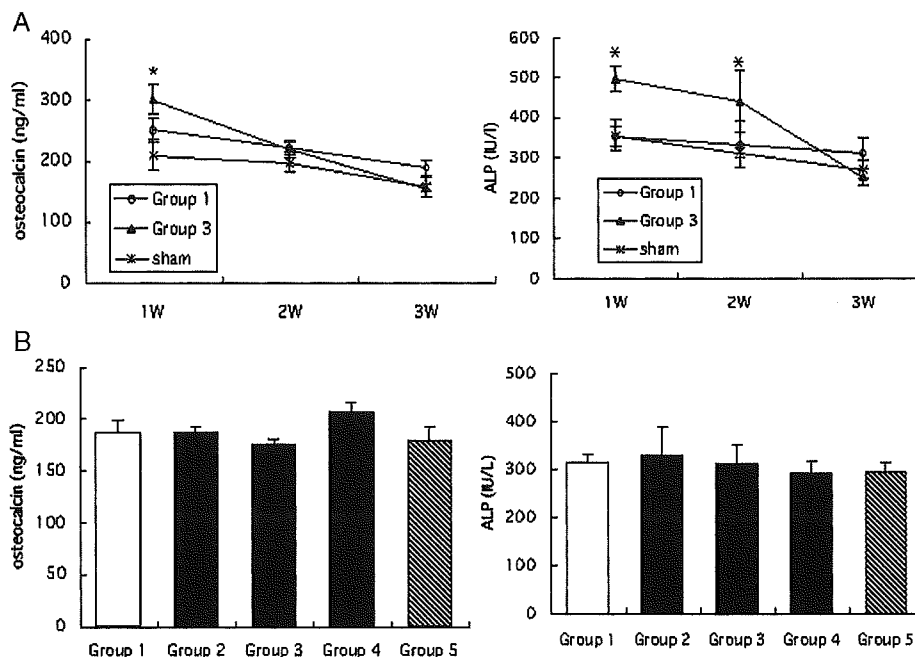 A
osteocalcin (ng/ml)
400
300
200
100
0
*
Group 1
Group 3
sham
1W
2W
3W
ALP (IU/l)
600
500
400
300
200
100
0
*
*
Group 1
Group 3
sham
1W
2W
3W
B
osteocalcin (ng/ml)
250
200
150
100
50
0
Group 1
Group 2
Group 3
Group 4
Group 5
ALP (IU/L)
500
400
300
300
100
0
Group 1
Group 2
Group 3
Group 4
Group 5